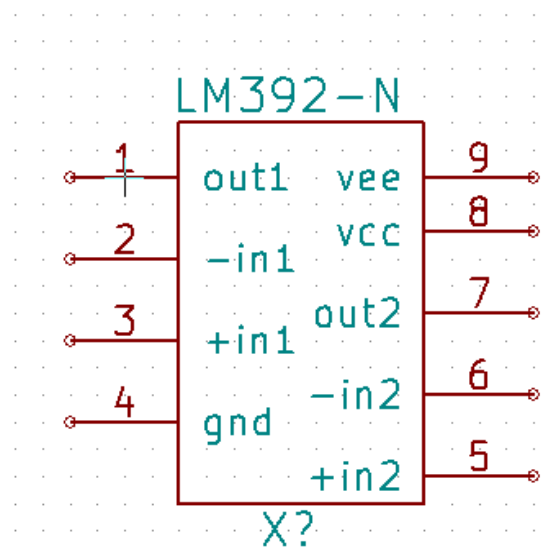 LM392-N
1 out1 vee 9
vcc 8
2 -in1
out2 7
3 +in1
-in2 6
4 gnd
+in2 5
X?